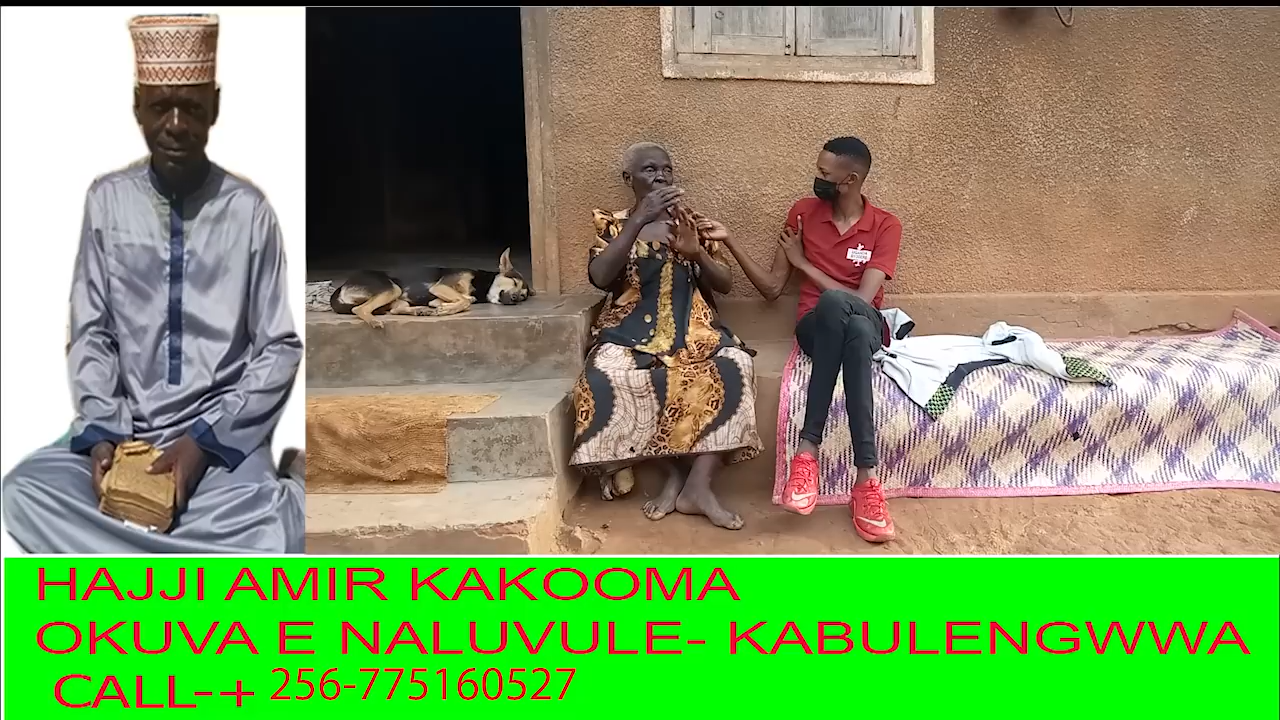 HAJJI AMIR KAKOOMA
OKUVA E NALUVULE- KABULENGWWA
CALL-+ 256-775160527